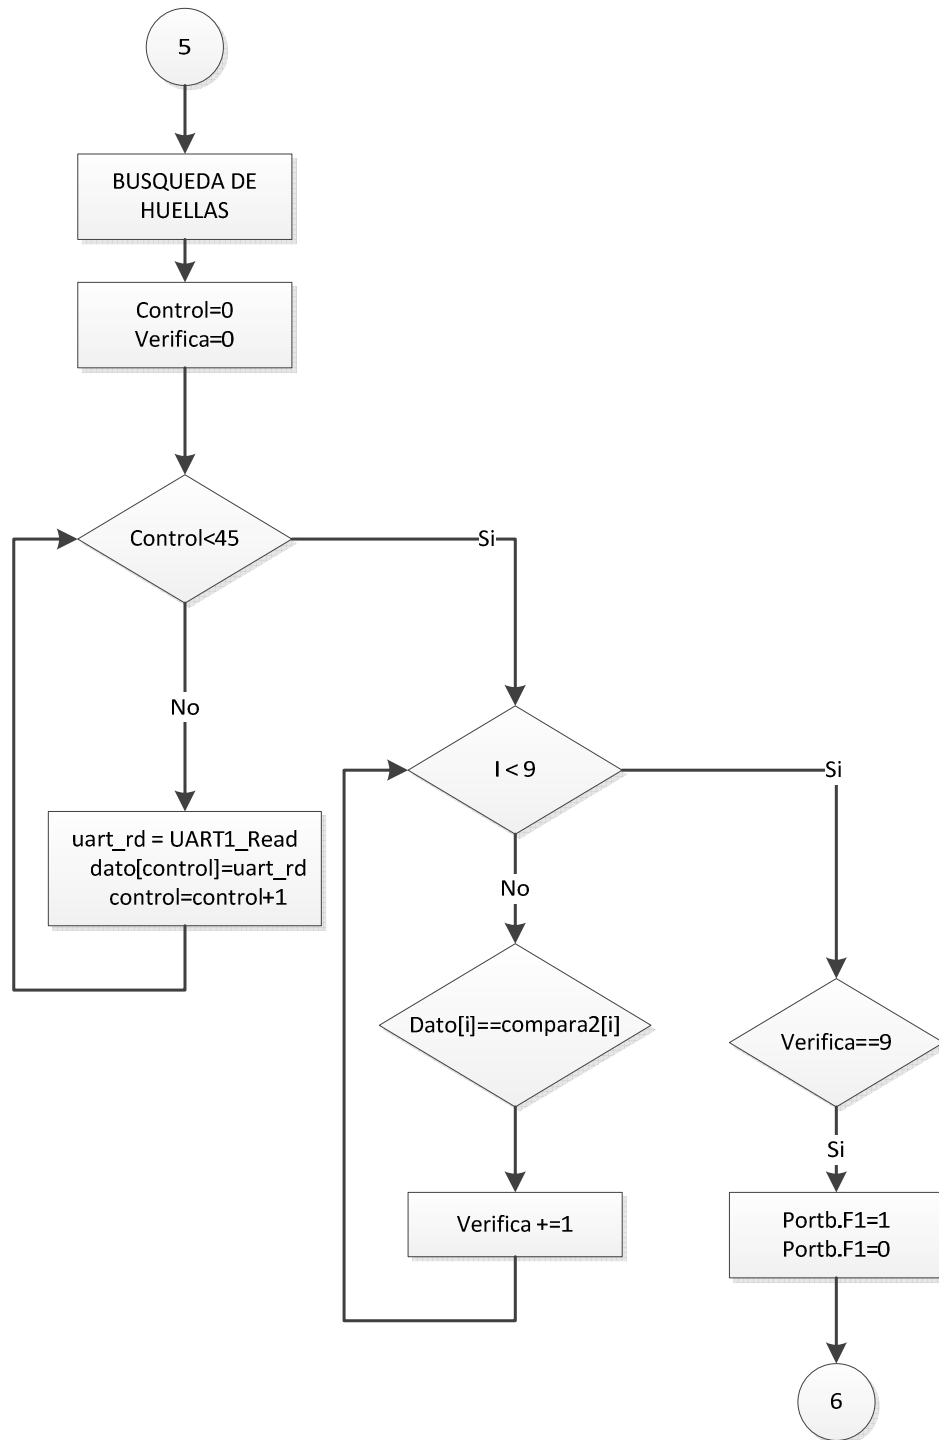 5
BUSQUEDA DE
HUELLAS
Control=0
Verifica=0
Control<45
Si
No
uart_rd = UART1_Read
dato[control]=uart_rd
control=control+1
I < 9
Si
No
Dato[i]==compara2[i]
Verifica +=1
Verifica==9
Si
Portb.F1=1
Portb.F1=0
6